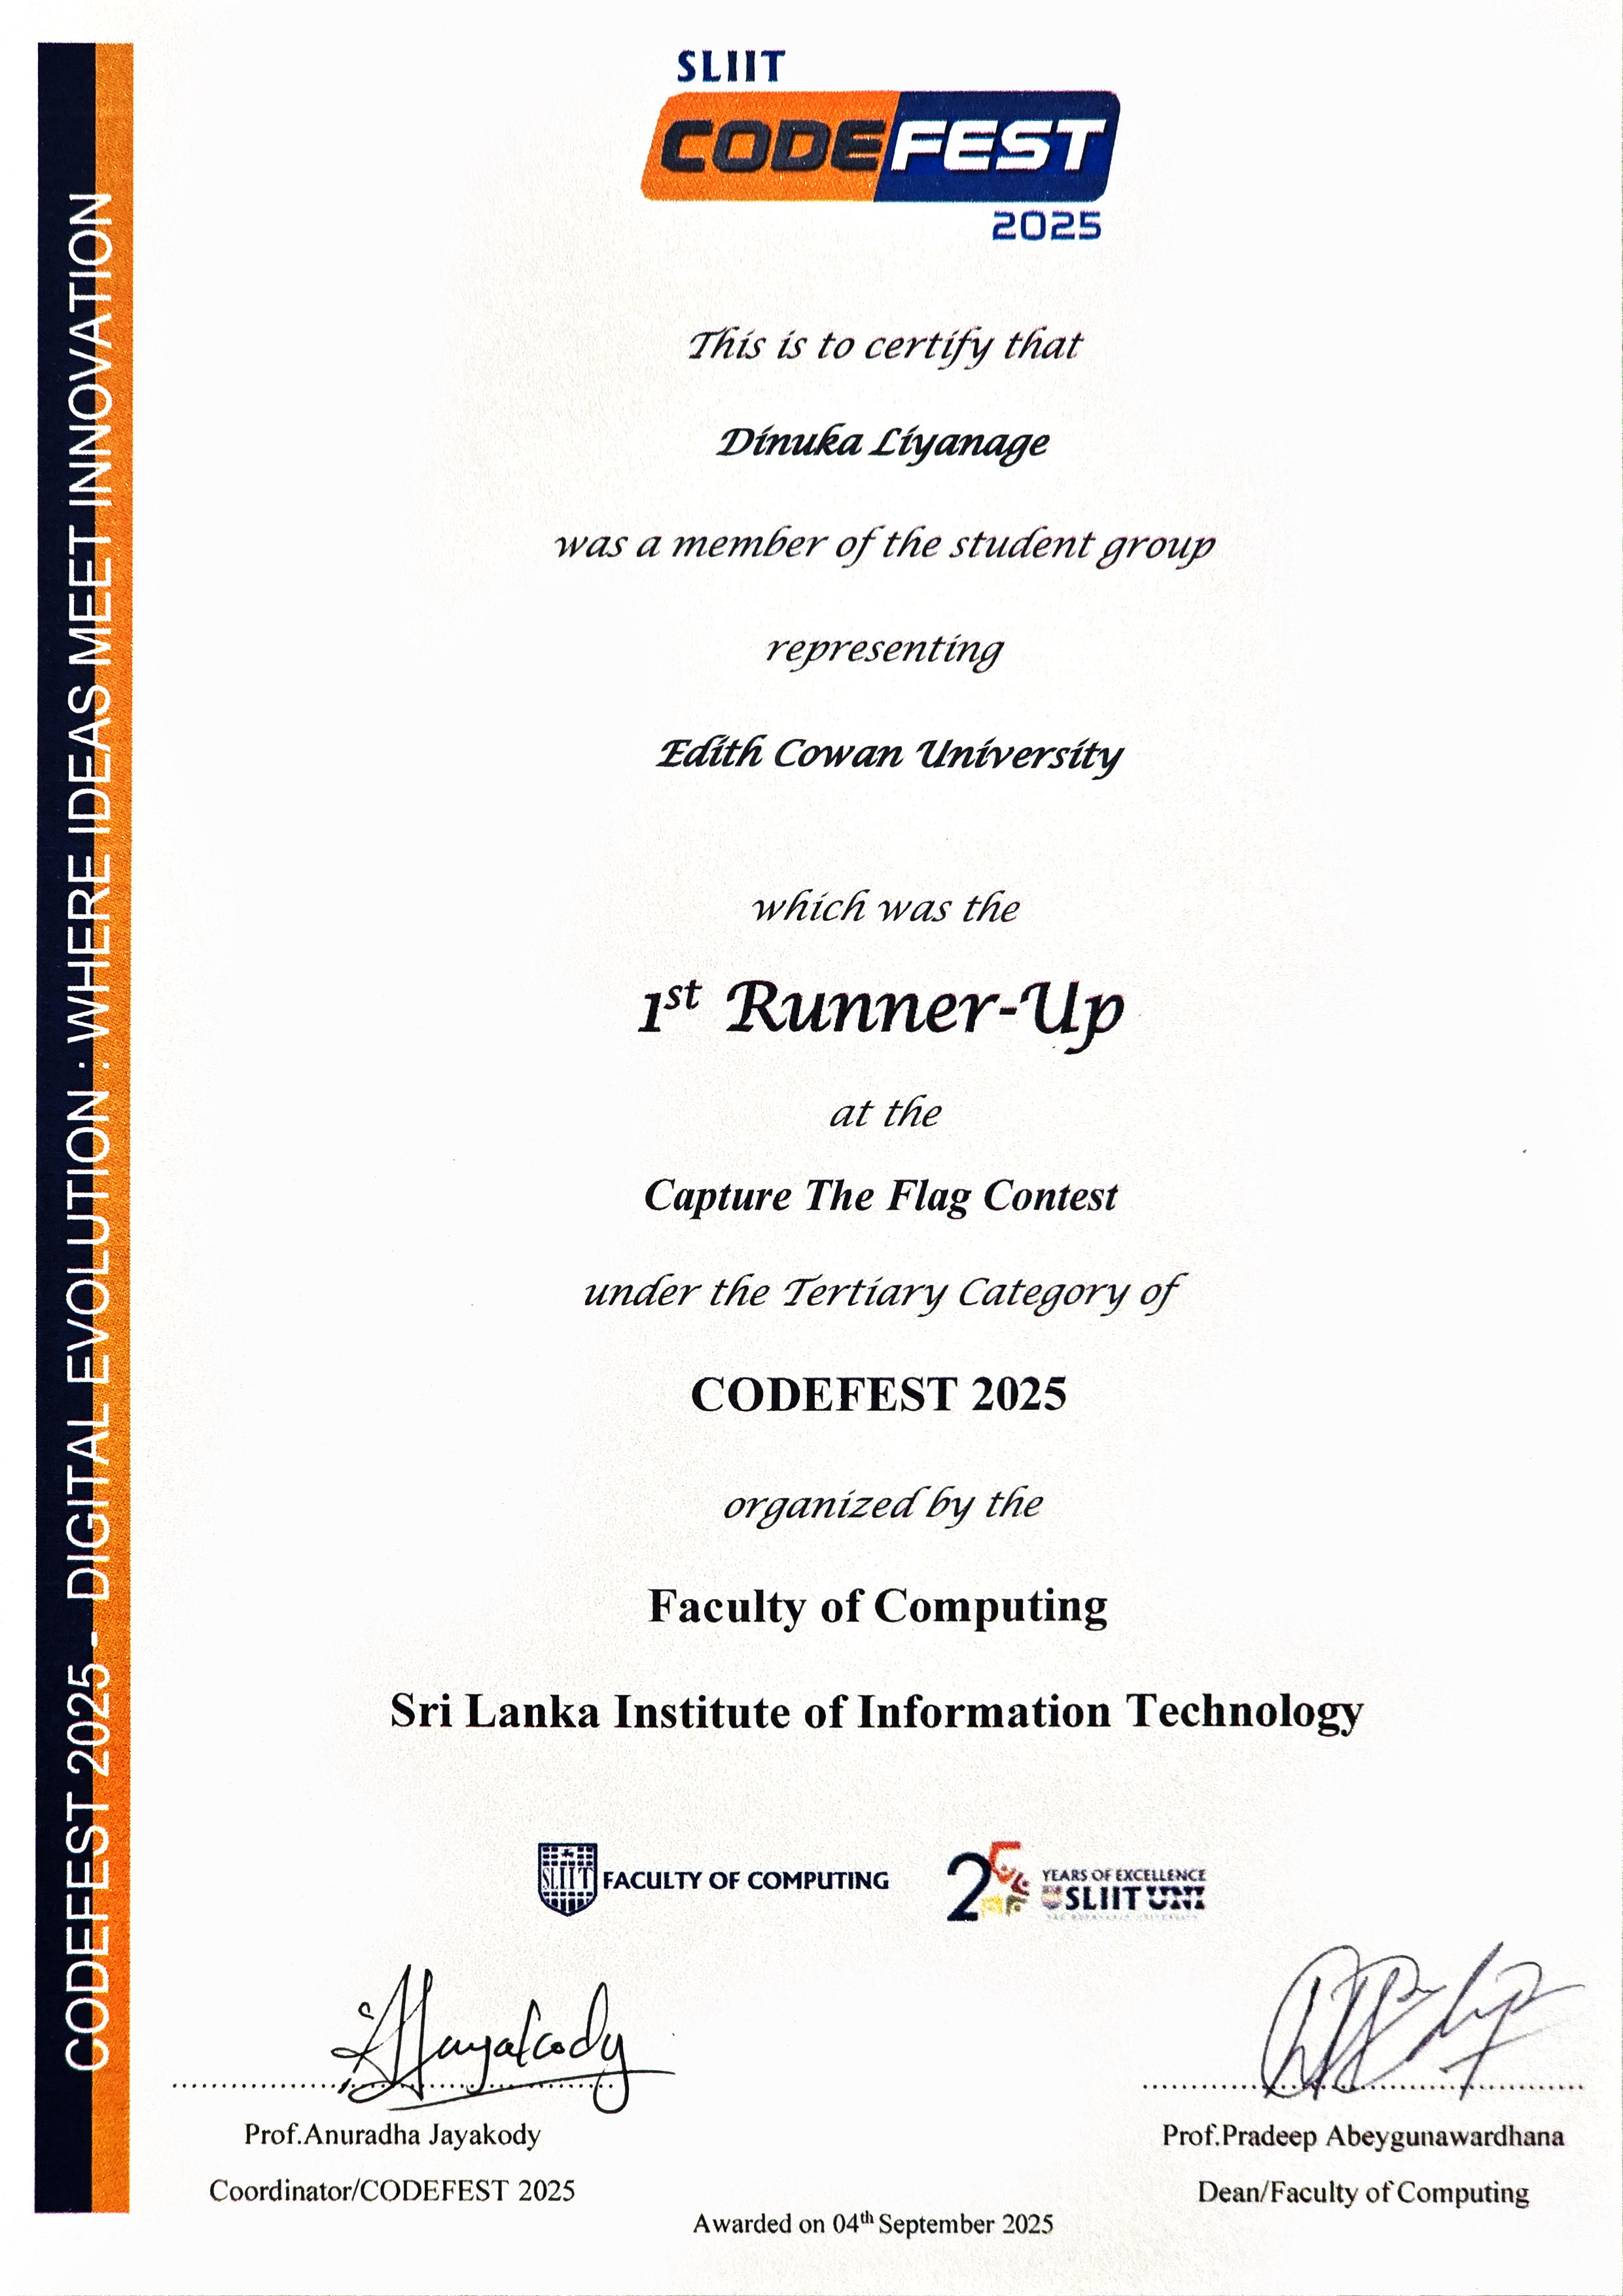 SLIIT
CODEFEST
2025
This is to certify that
Dinuka Liyanage
was a member of the student group
representing
Edith Cowan University
which was the
1st Runner-Up
at the
Capture The Flag Contest
under the Tertiary Category of
CODEFEST 2025
organized by the
Faculty of Computing
Sri Lanka Institute of Information Technology
SLIIT FACULTY OF COMPUTING
25 YEARS OF EXCELLENCE
SLIIT UNI
Prof.Anuradha Jayakody
Coordinator/CODEFEST 2025
Prof.Pradeep Abeygunawardhana
Dean/Faculty of Computing
Awarded on 04th September 2025
CODEFEST 2025 - DIGITAL EVOLUTION : WHERE IDEAS MEET INNOVATION